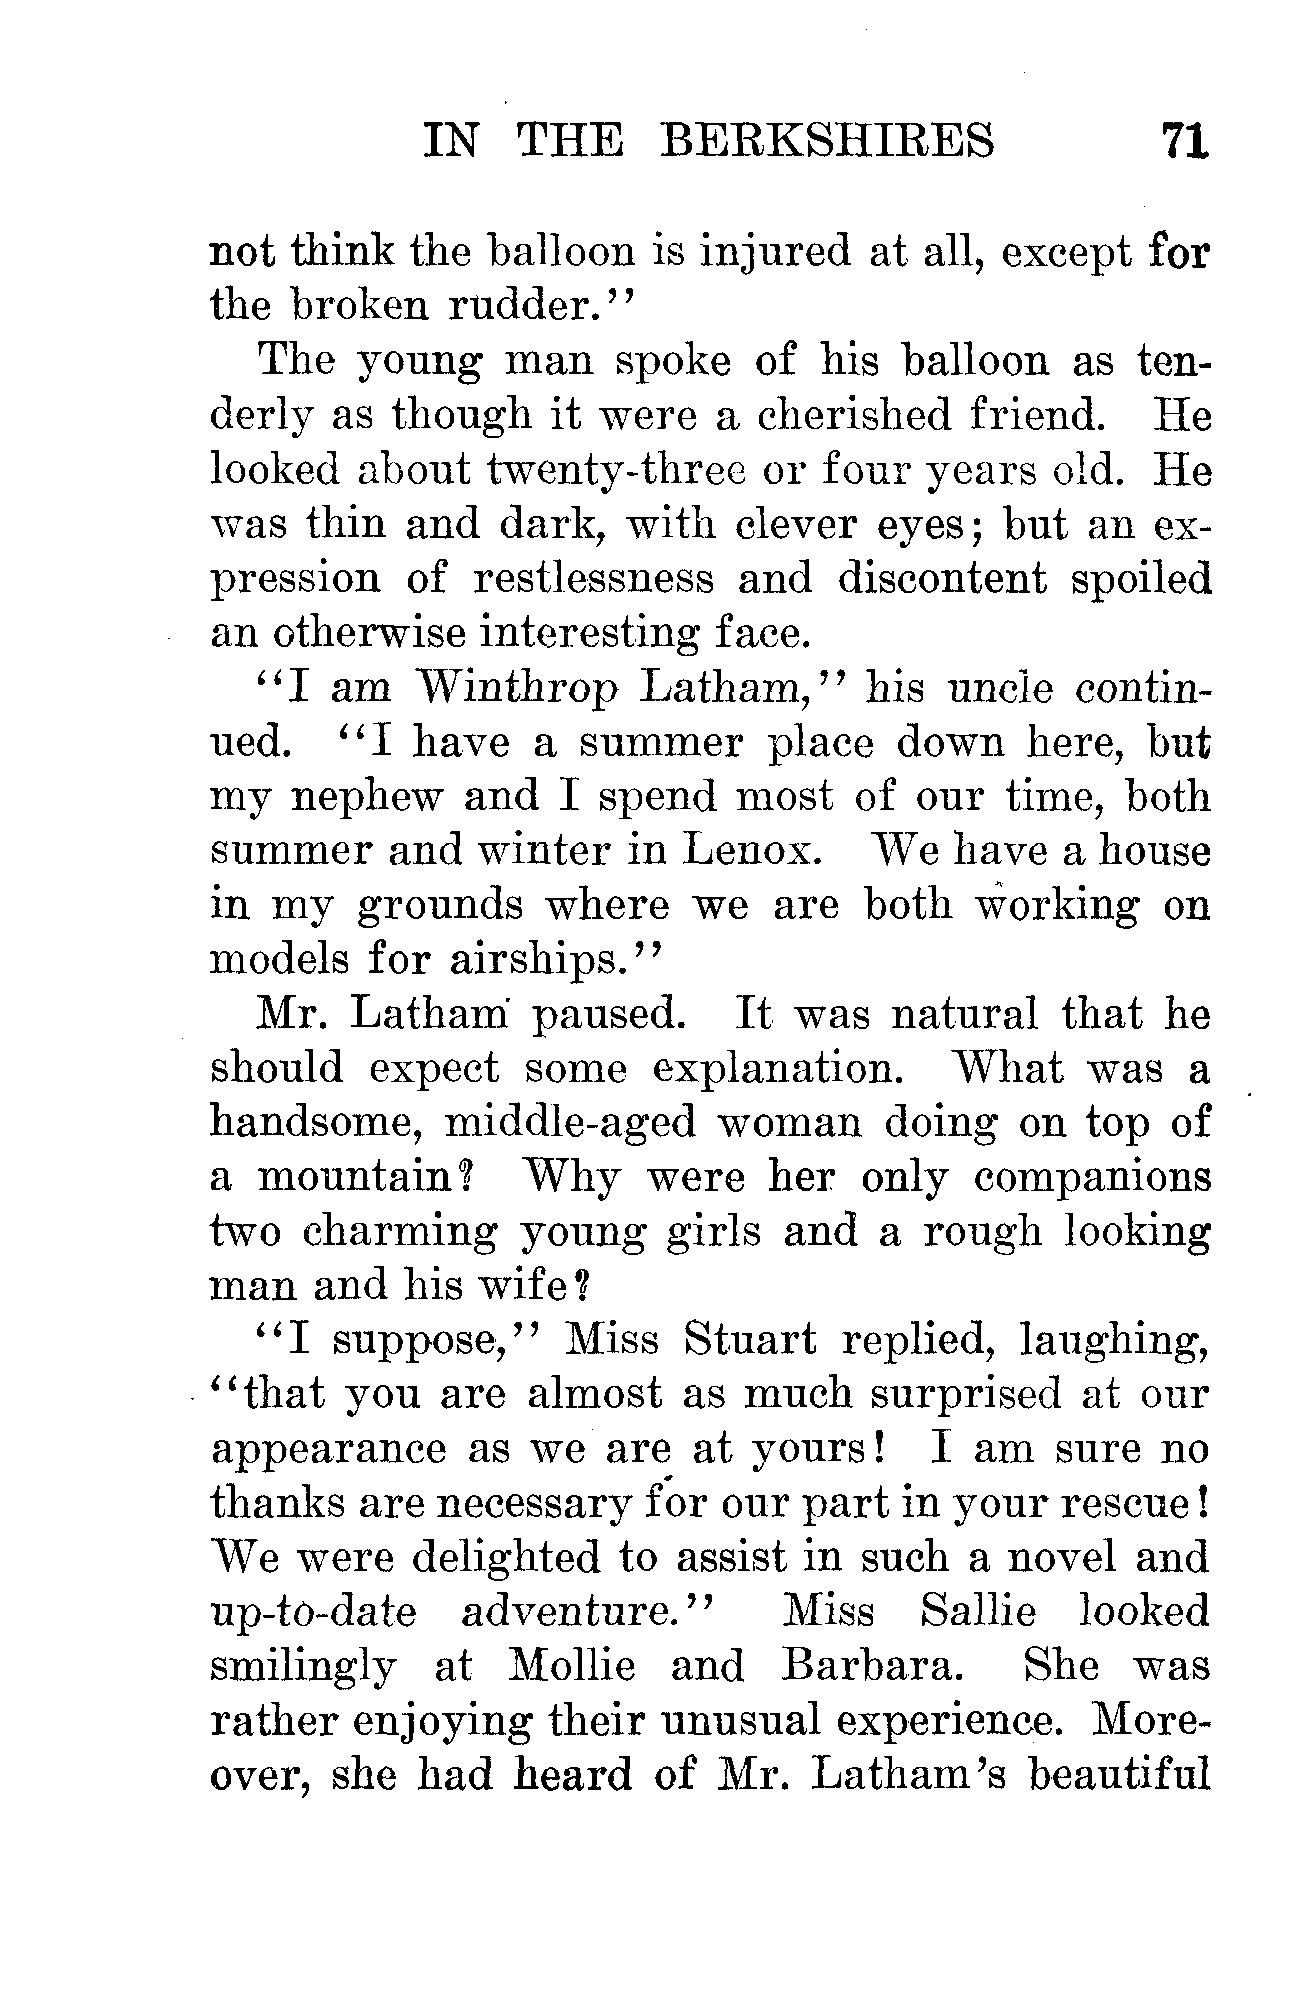 IN THE BERKSHIRES 71
not think the balloon is injured at all, except for
the broken rudder."
The young man spoke of his balloon as ten-
derly as though it were a cherished friend. He
looked about twenty-three or four years old. He
was thin and dark, with clever eyes; but an ex-
pression of restlessness and discontent spoiled
an otherwise interesting face.
"I am Winthrop Latham," his uncle contin-
ued. "I have a summer place down here, but
my nephew and I spend most of our time, both
summer and winter in Lenox. We have a house
in my grounds where we are both working on
models for airships."
Mr. Latham paused. It was natural that he
should expect some explanation. What was a
handsome, middle-aged woman doing on top of
a mountain? Why were her only companions
two charming young girls and a rough looking
man and his wife?
"I suppose," Miss Stuart replied, laughing,
"that you are almost as much surprised at our
appearance as we are at yours! I am sure no
thanks are necessary for our part in your rescue!
We were delighted to assist in such a novel and
up-to-date adventure." Miss Sallie looked
smilingly at Mollie and Barbara. She was
rather enjoying their unusual experience. More-
over, she had heard of Mr. Latham's beautiful